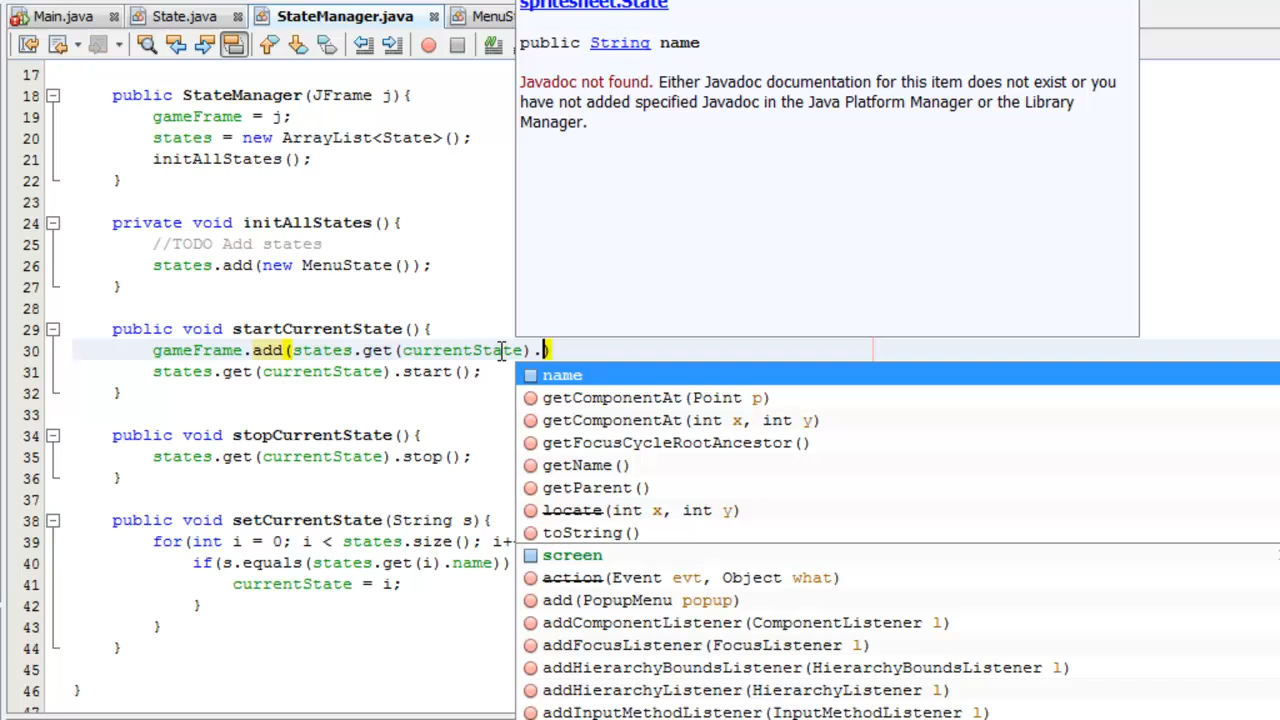 Main.java State.java StateManager.java MenuSt
spritesheet.State
public String name
Javadoc not found. Either Javadoc documentation for this item does not exist or you
have not added specified Javadoc in the Java Platform Manager or the Library
Manager.
17
18 public StateManager(JFrame j){
19 gameFrame = j;
20 states = new ArrayList<State>();
21 initAllStates();
22 }
23
24 private void initAllStates(){
25 //TODO Add states
26 states.add(new MenuState());
27 }
28
29 public void startCurrentState(){
30 gameFrame.add(states.get(currentState).)
31 states.get(currentState).start();
32 }
33
34 public void stopCurrentState(){
35 states.get(currentState).stop();
36 }
37
38 public void setCurrentState(String s){
39 for(int i = 0; i < states.size(); i+
40 if(s.equals(states.get(i).name))
41 currentState = i;
42 }
43 }
44 }
45
46 }
name
getComponentAt(Point p)
getComponentAt(int x, int y)
getFocusCycleRootAncestor()
getName()
getParent()
locate(int x, int y)
toString()
screen
action(Event evt, Object what)
add(PopupMenu popup)
addComponentListener(ComponentListener l)
addFocusListener(FocusListener l)
addHierarchyBoundsListener(HierarchyBoundsListener l)
addHierarchyListener(HierarchyListener l)
addInputMethodListener(InputMethodListener l)